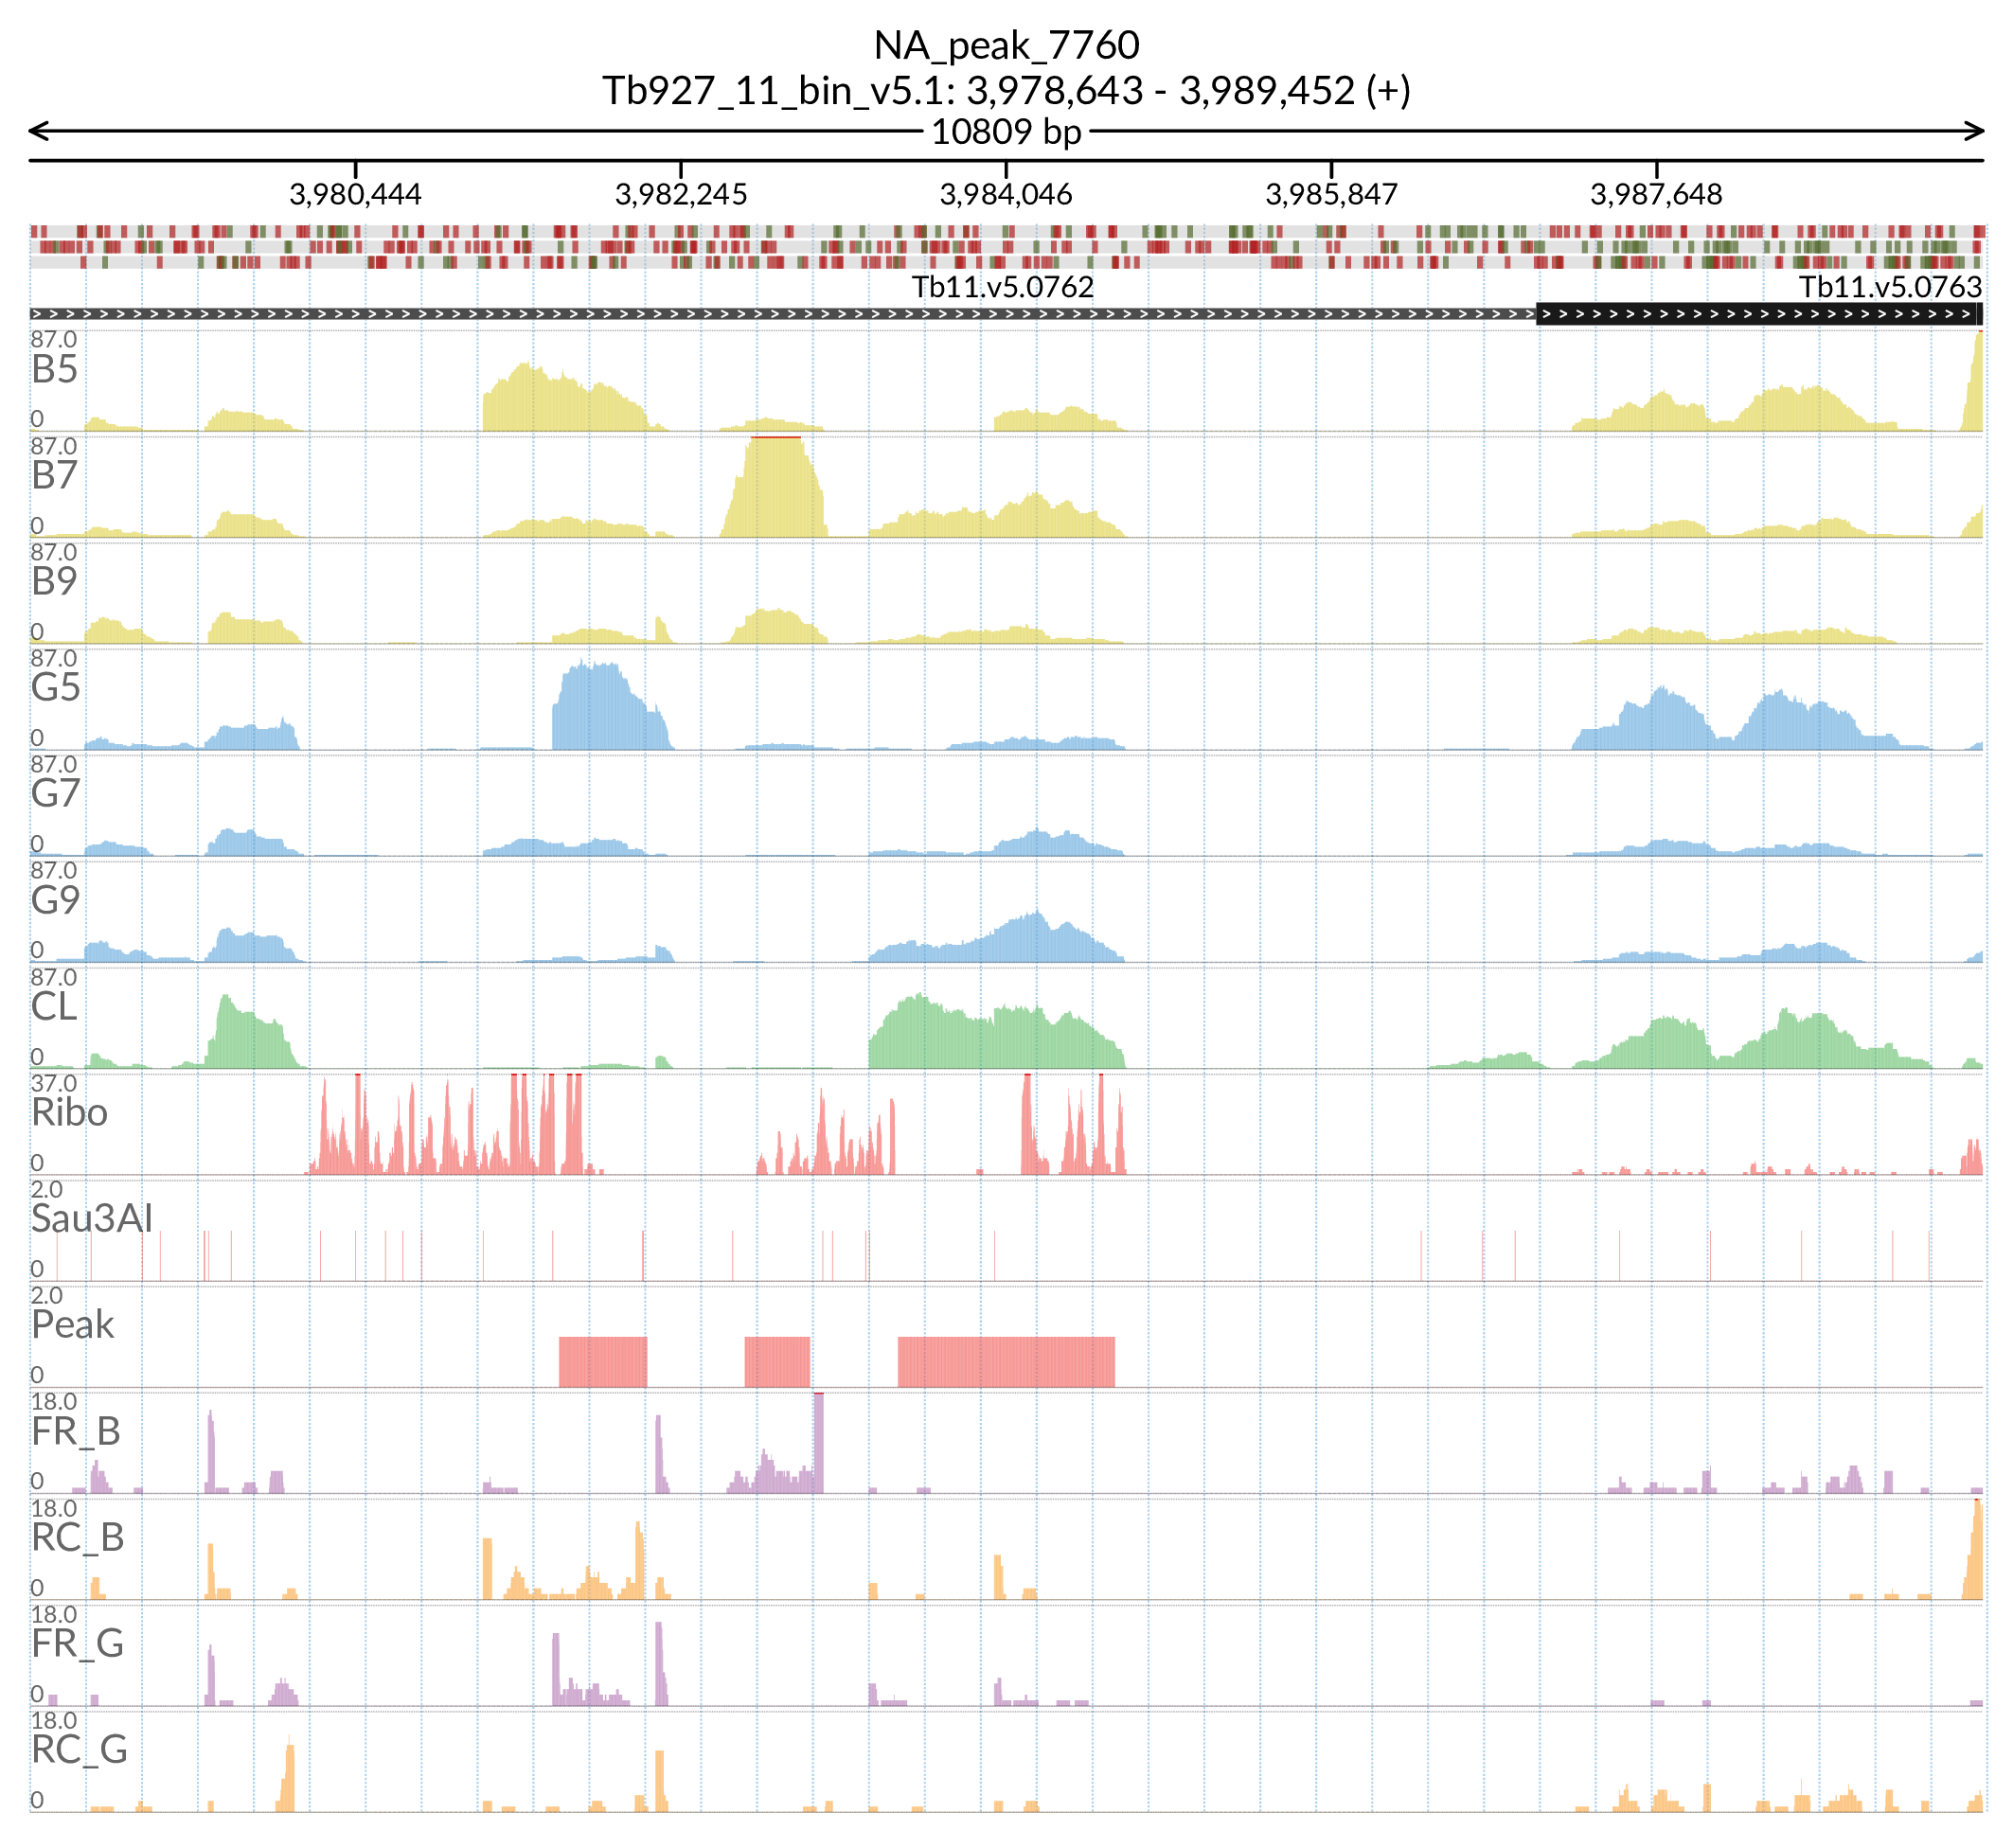 NA_peak_7760
Tb927_11_bin_v5.1: 3,978,643 - 3,989,452 (+)
10809 bp
3,980,444 3,982,245 3,984,046 3,985,847 3,987,648
Tb11.v5.0762 Tb11.v5.0763
87.0
B5
0
87.0
B7
0
87.0
B9
0
87.0
G5
0
87.0
G7
0
87.0
G9
0
87.0
CL
0
37.0
Ribo
0
2.0
Sau3AI
0
2.0
Peak
0
18.0
FR_B
0
18.0
RC_B
0
18.0
FR_G
0
18.0
RC_G
0